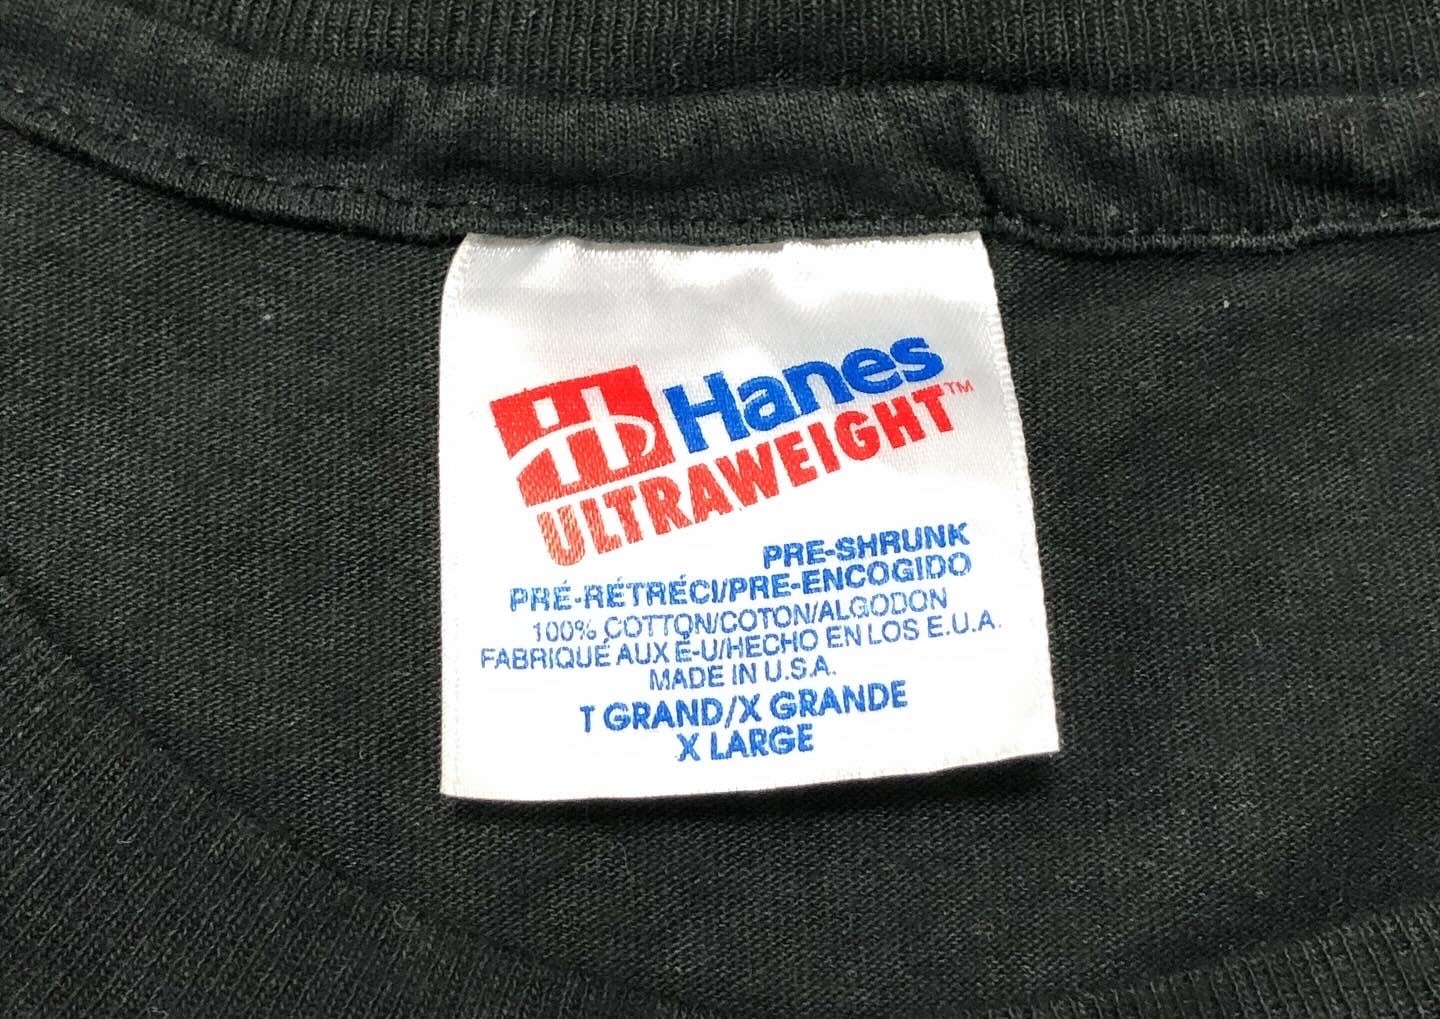 Hanes
ULTRAWEIGHT™
PRE-SHRUNK
PRÉ-RÉTRÉCI/PRE-ENCOGIDO
100% COTTON/COTON/ALGODON
FABRIQUÉ AUX É-U/HECHO EN LOS E.U.A.
MADE IN U.S.A.
T GRAND/X GRANDE
X LARGE